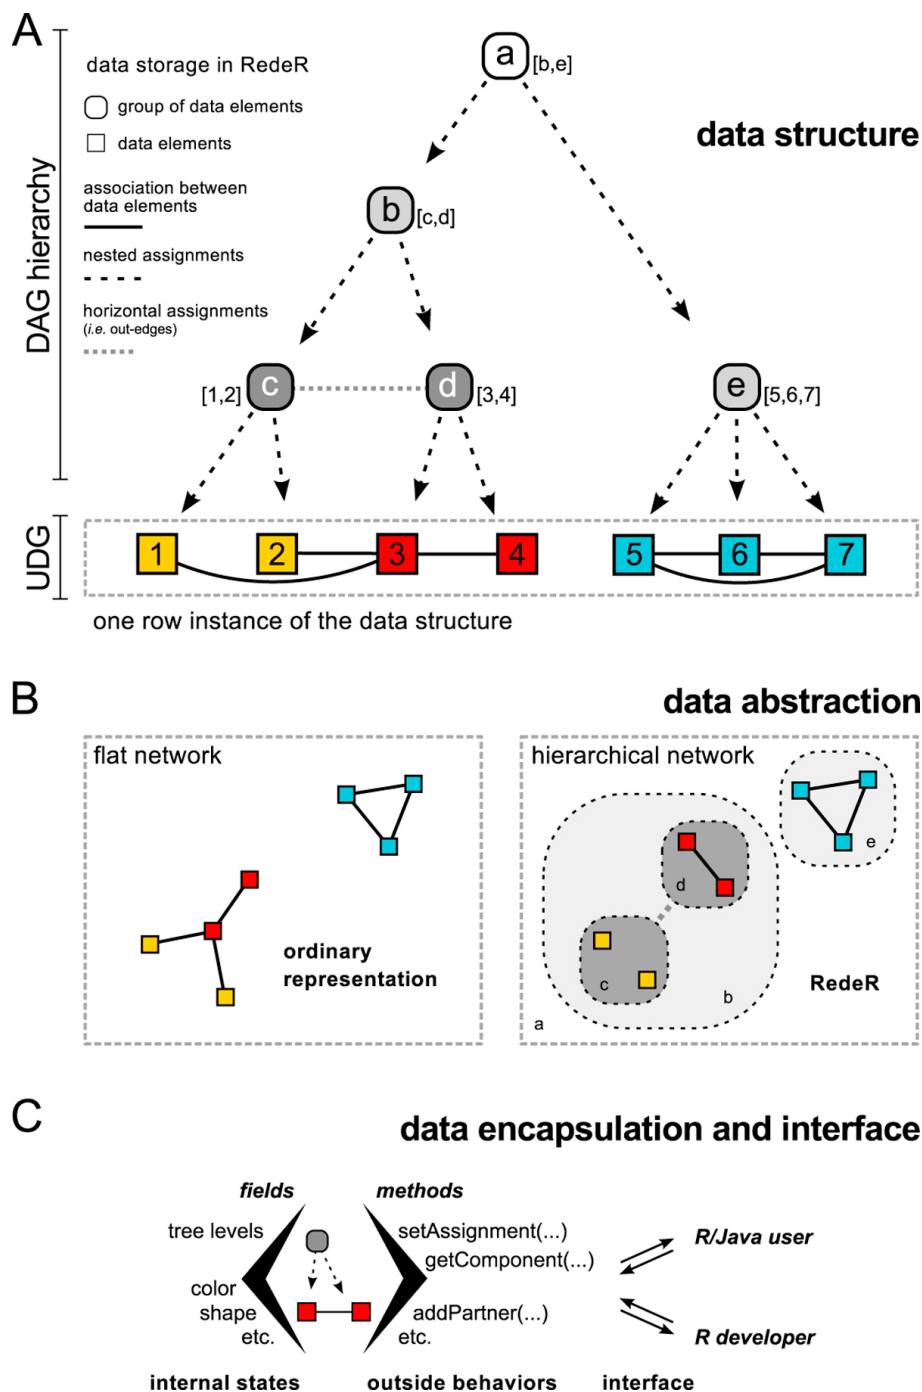 A
data storage in RedeR
group of data elements
data elements
association between
data elements
nested assignments
horizontal assignments
(i.e. out-edges)
DAG hierarchy
data structure
a [b,e]
b [c,d]
[1,2] c
d [3,4]
e [5,6,7]
UDG
1 2 3 4 5 6 7
one row instance of the data structure
B
data abstraction
flat network
ordinary
representation
hierarchical network
e
d
c
b
a
RedeR
C
data encapsulation and interface
fields
methods
tree levels
color
shape
etc.
setAssignment(...)
getComponent(...)
addPartner(...)
etc.
R/Java user
R developer
internal states
outside behaviors
interface